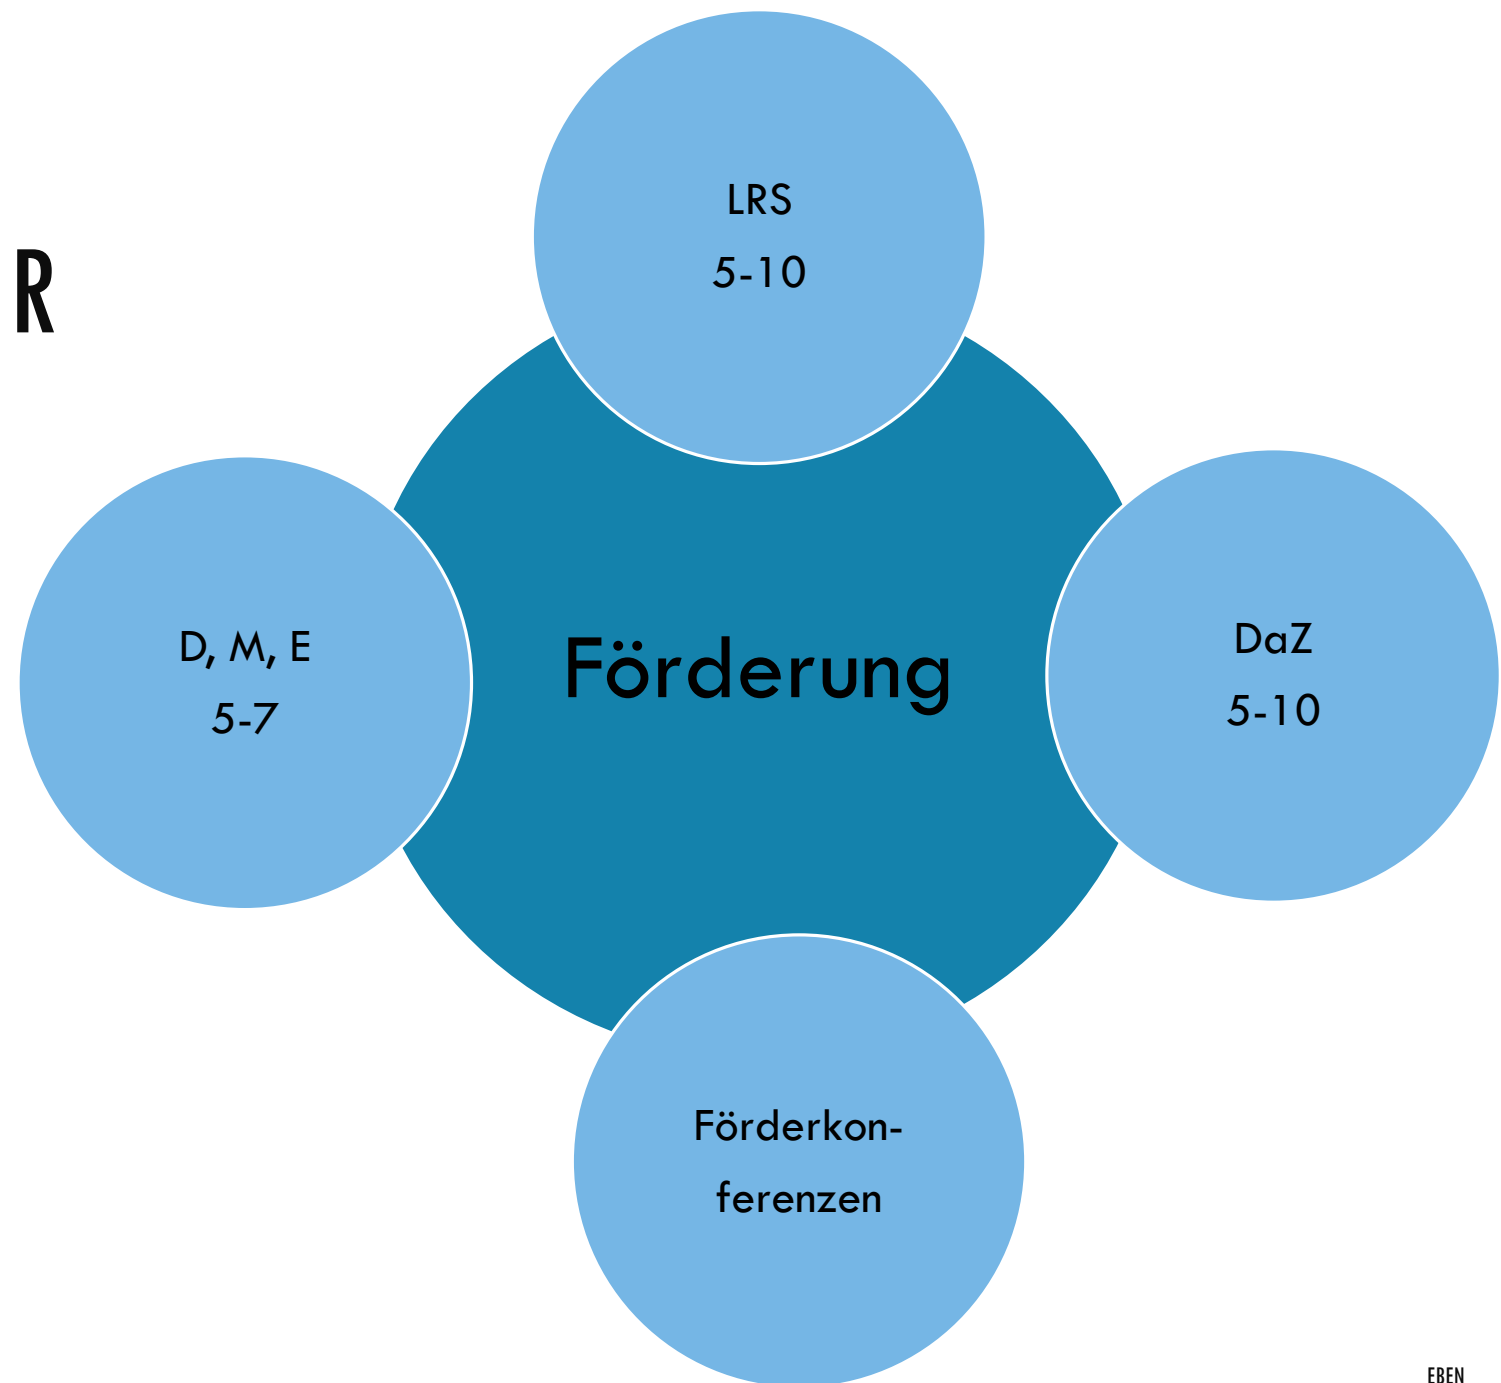 LRS
5-10
R
D, M, E
5-7
Förderung
DaZ
5-10
Förderkon-
ferenzen
EBEN